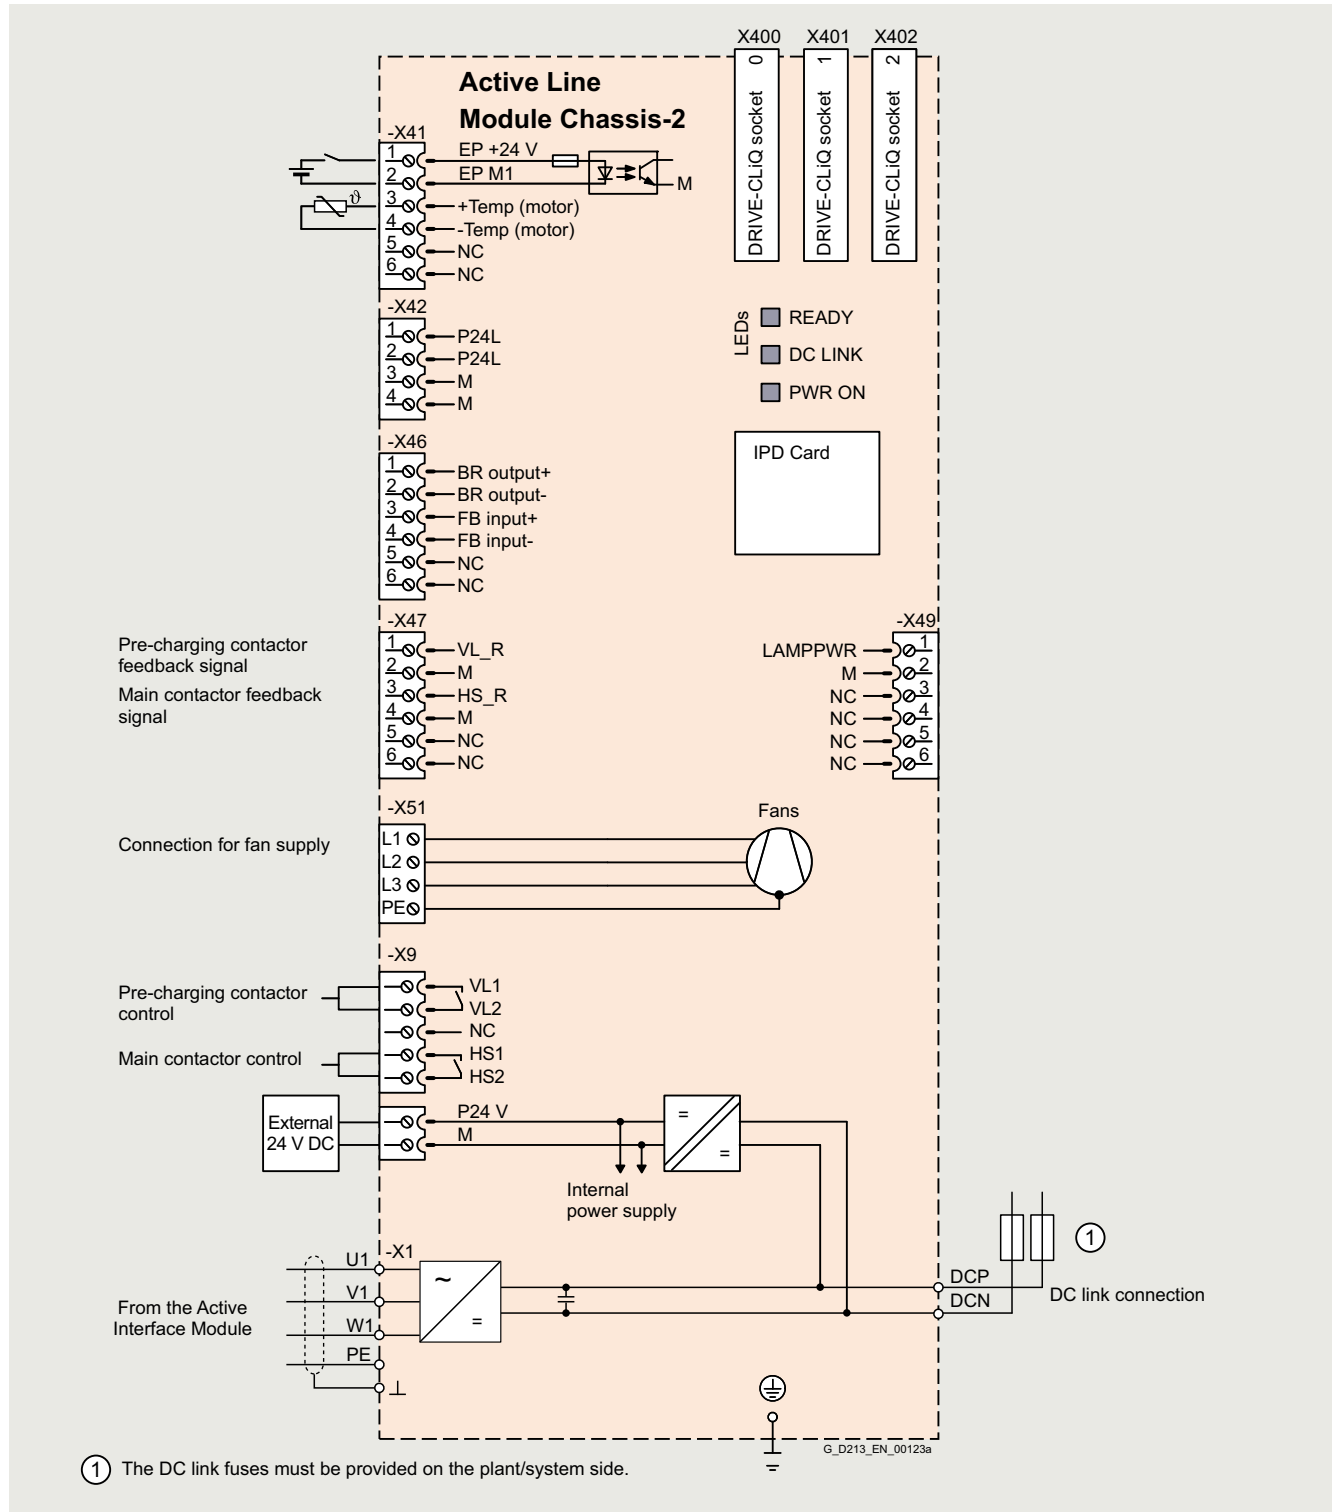 X400
X401
X402
Active Line
Module Chassis-2
0
DRIVE-CLiQ socket
1
DRIVE-CLiQ socket
2
DRIVE-CLiQ socket
-X41
1
EP +24 V
2
EP M1
M
3
ϑ
+Temp (motor)
4
-Temp (motor)
5
NC
6
NC
LEDs
READY
DC LINK
PWR ON
-X42
1
P24L
2
P24L
3
M
4
M
IPD Card
-X46
1
BR output+
2
BR output-
3
FB input+
4
FB input-
5
NC
6
NC
Pre-charging contactor
feedback signal
Main contactor feedback
signal
-X47
1
VL_R
2
M
3
HS_R
4
M
5
NC
6
NC
-X49
LAMPPWR
1
M
2
NC
3
NC
4
NC
5
NC
6
-X51
Fans
Connection for fan supply
L1
L2
L3
PE
-X9
Pre-charging contactor
control
VL1
VL2
NC
Main contactor control
HS1
HS2
External
24 V DC
P24 V
M
=
=
Internal
power supply
1
-X1
U1
V1
W1
PE
From the Active
Interface Module
~
=
DCP
DCN
DC link connection
G_D213_EN_00123a
1 The DC link fuses must be provided on the plant/system side.